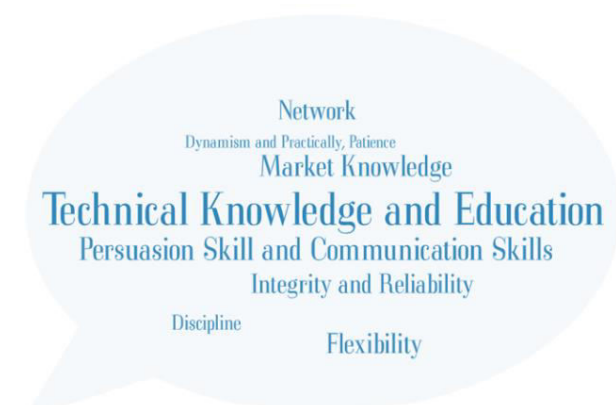 Network
Dynamism and Practically, Patience
Market Knowledge
Technical Knowledge and Education
Persuasion Skill and Communication Skills
Integrity and Reliability
Discipline
Flexibility